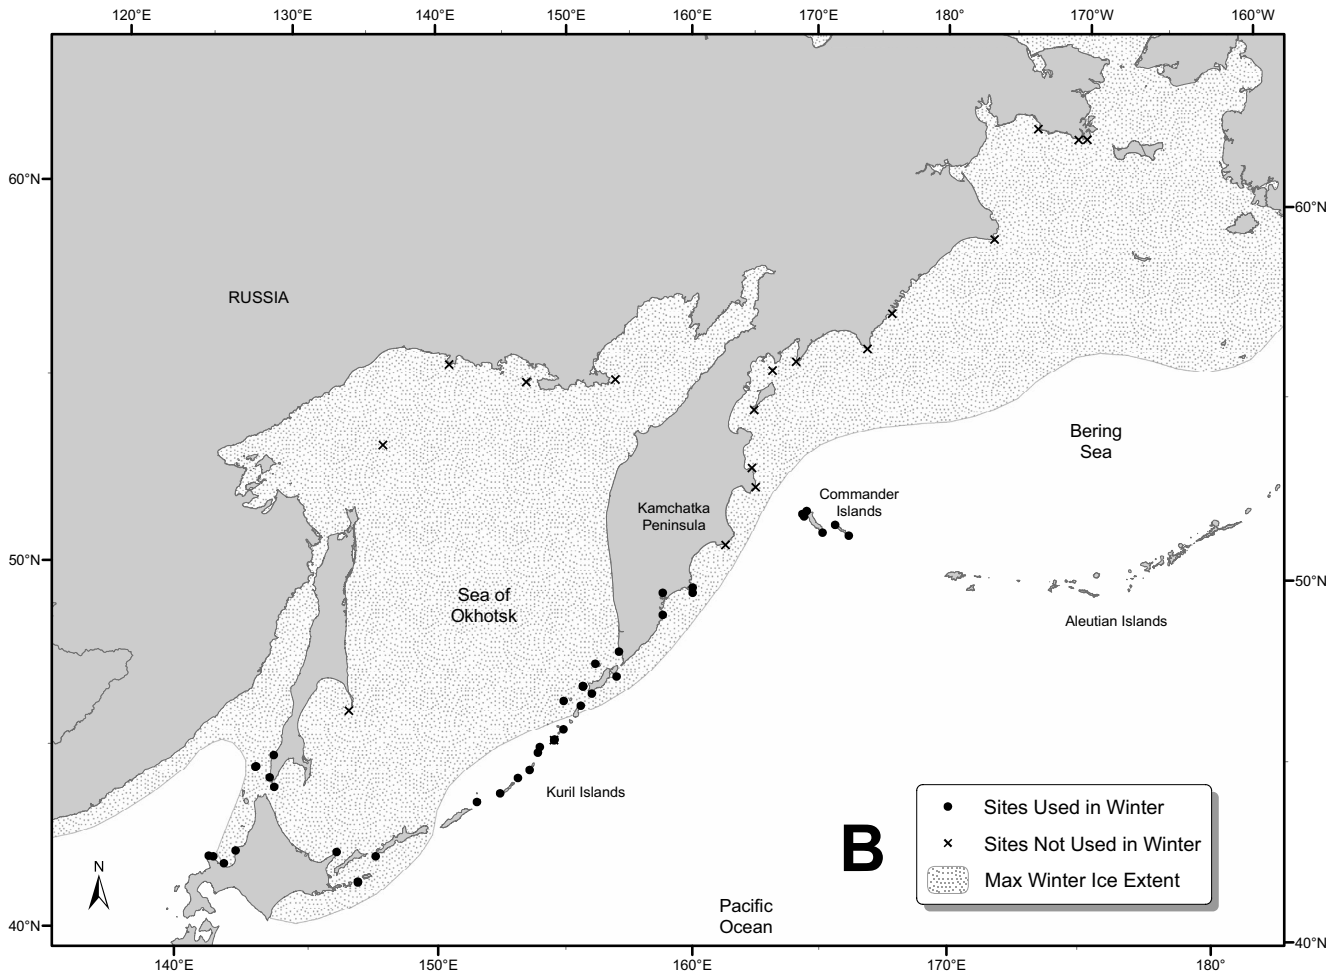 120°E 130°E 140°E 150°E 160°E 170°E 180° 170°W 160°W
60°N
60°N
RUSSIA
Bering
Sea
Commander
Islands
Kamchatka
Peninsula
50°N
50°N
Sea of
Okhotsk
Aleutian Islands
Kuril Islands
B
Sites Used in Winter
Sites Not Used in Winter
Max Winter Ice Extent
N
Pacific
Ocean
40°N
40°N
140°E 150°E 160°E 170°E 180°